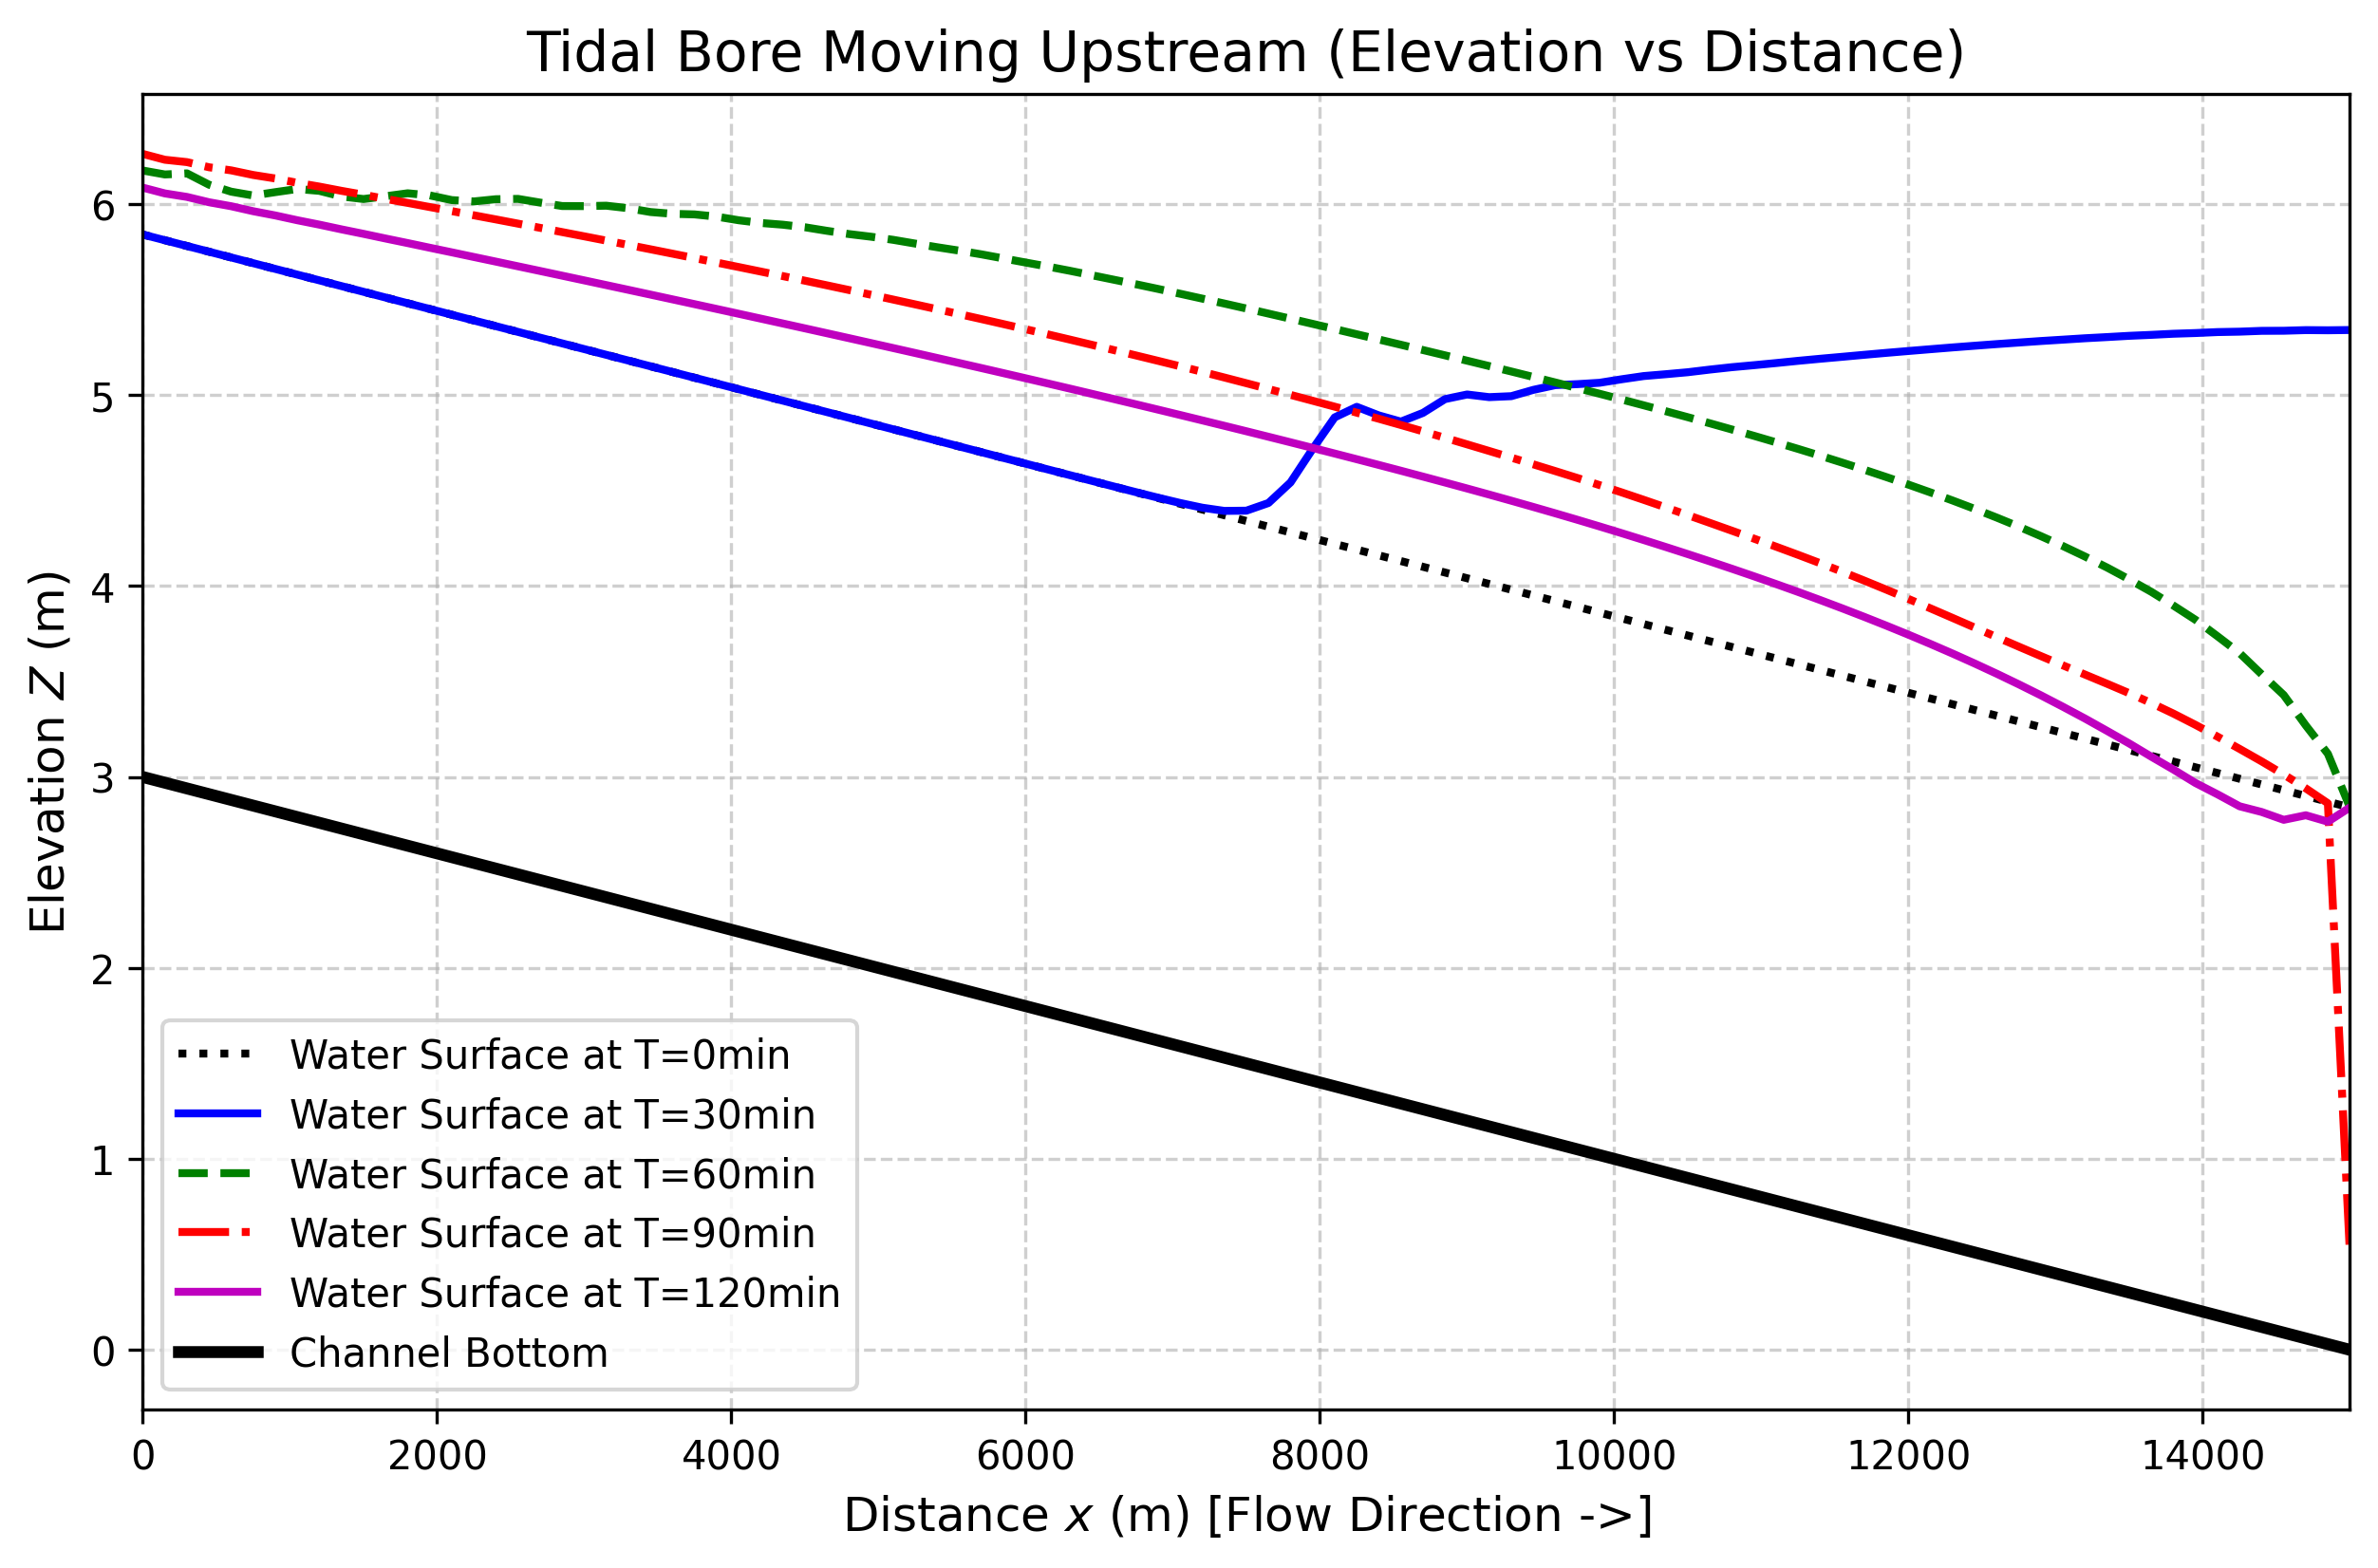 Tidal Bore Moving Upstream (Elevation vs Distance)
Elevation Z (m)
6
5
4
3
2
1
0
Water Surface at T=0min
Water Surface at T=30min
Water Surface at T=60min
Water Surface at T=90min
Water Surface at T=120min
Channel Bottom
0 2000 4000 6000 8000 10000 12000 14000
Distance x (m) [Flow Direction ->]